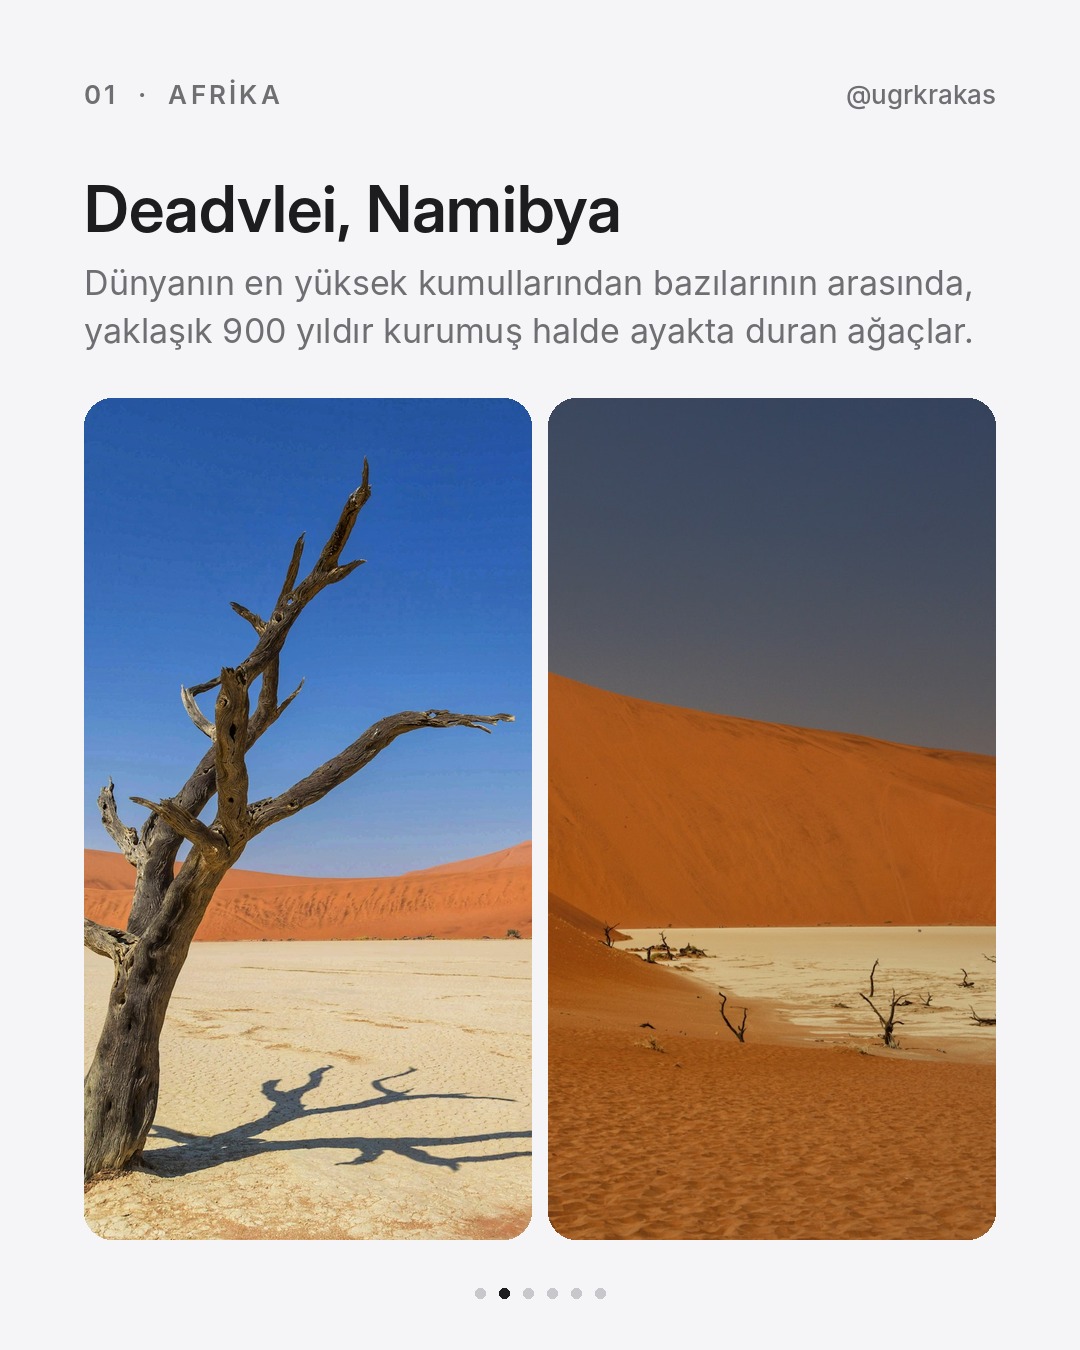 01 · AFRİKA
@ugrkrakas
Deadvlei, Namibya
Dünyanın en yüksek kumullarından bazılarının arasında,
yaklaşık 900 yıldır kurumuş halde ayakta duran ağaçlar.